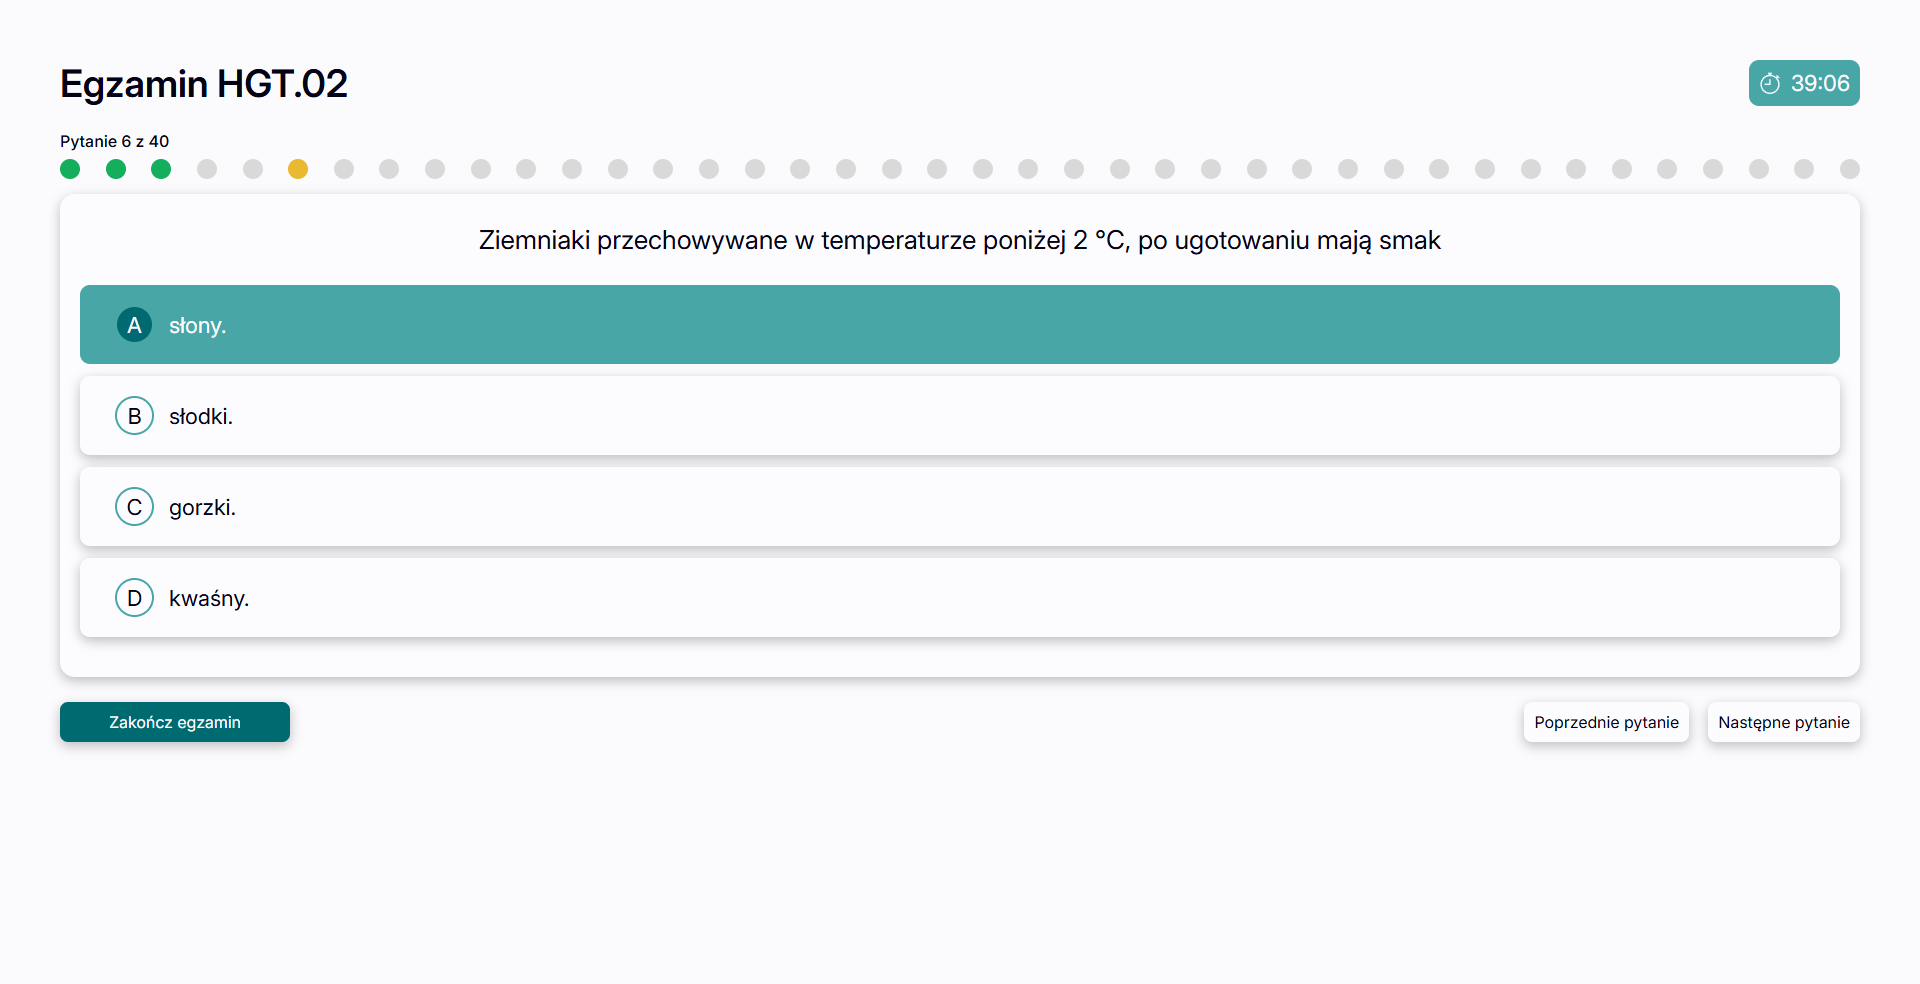 Egzamin HGT.02
39:06
Pytanie 6 z 40
Ziemniaki przechowywane w temperaturze poniżej 2 °C, po ugotowaniu mają smak
A słony.
B słodki.
C gorzki.
D kwaśny.
Zakończ egzamin
Poprzednie pytanie
Następne pytanie